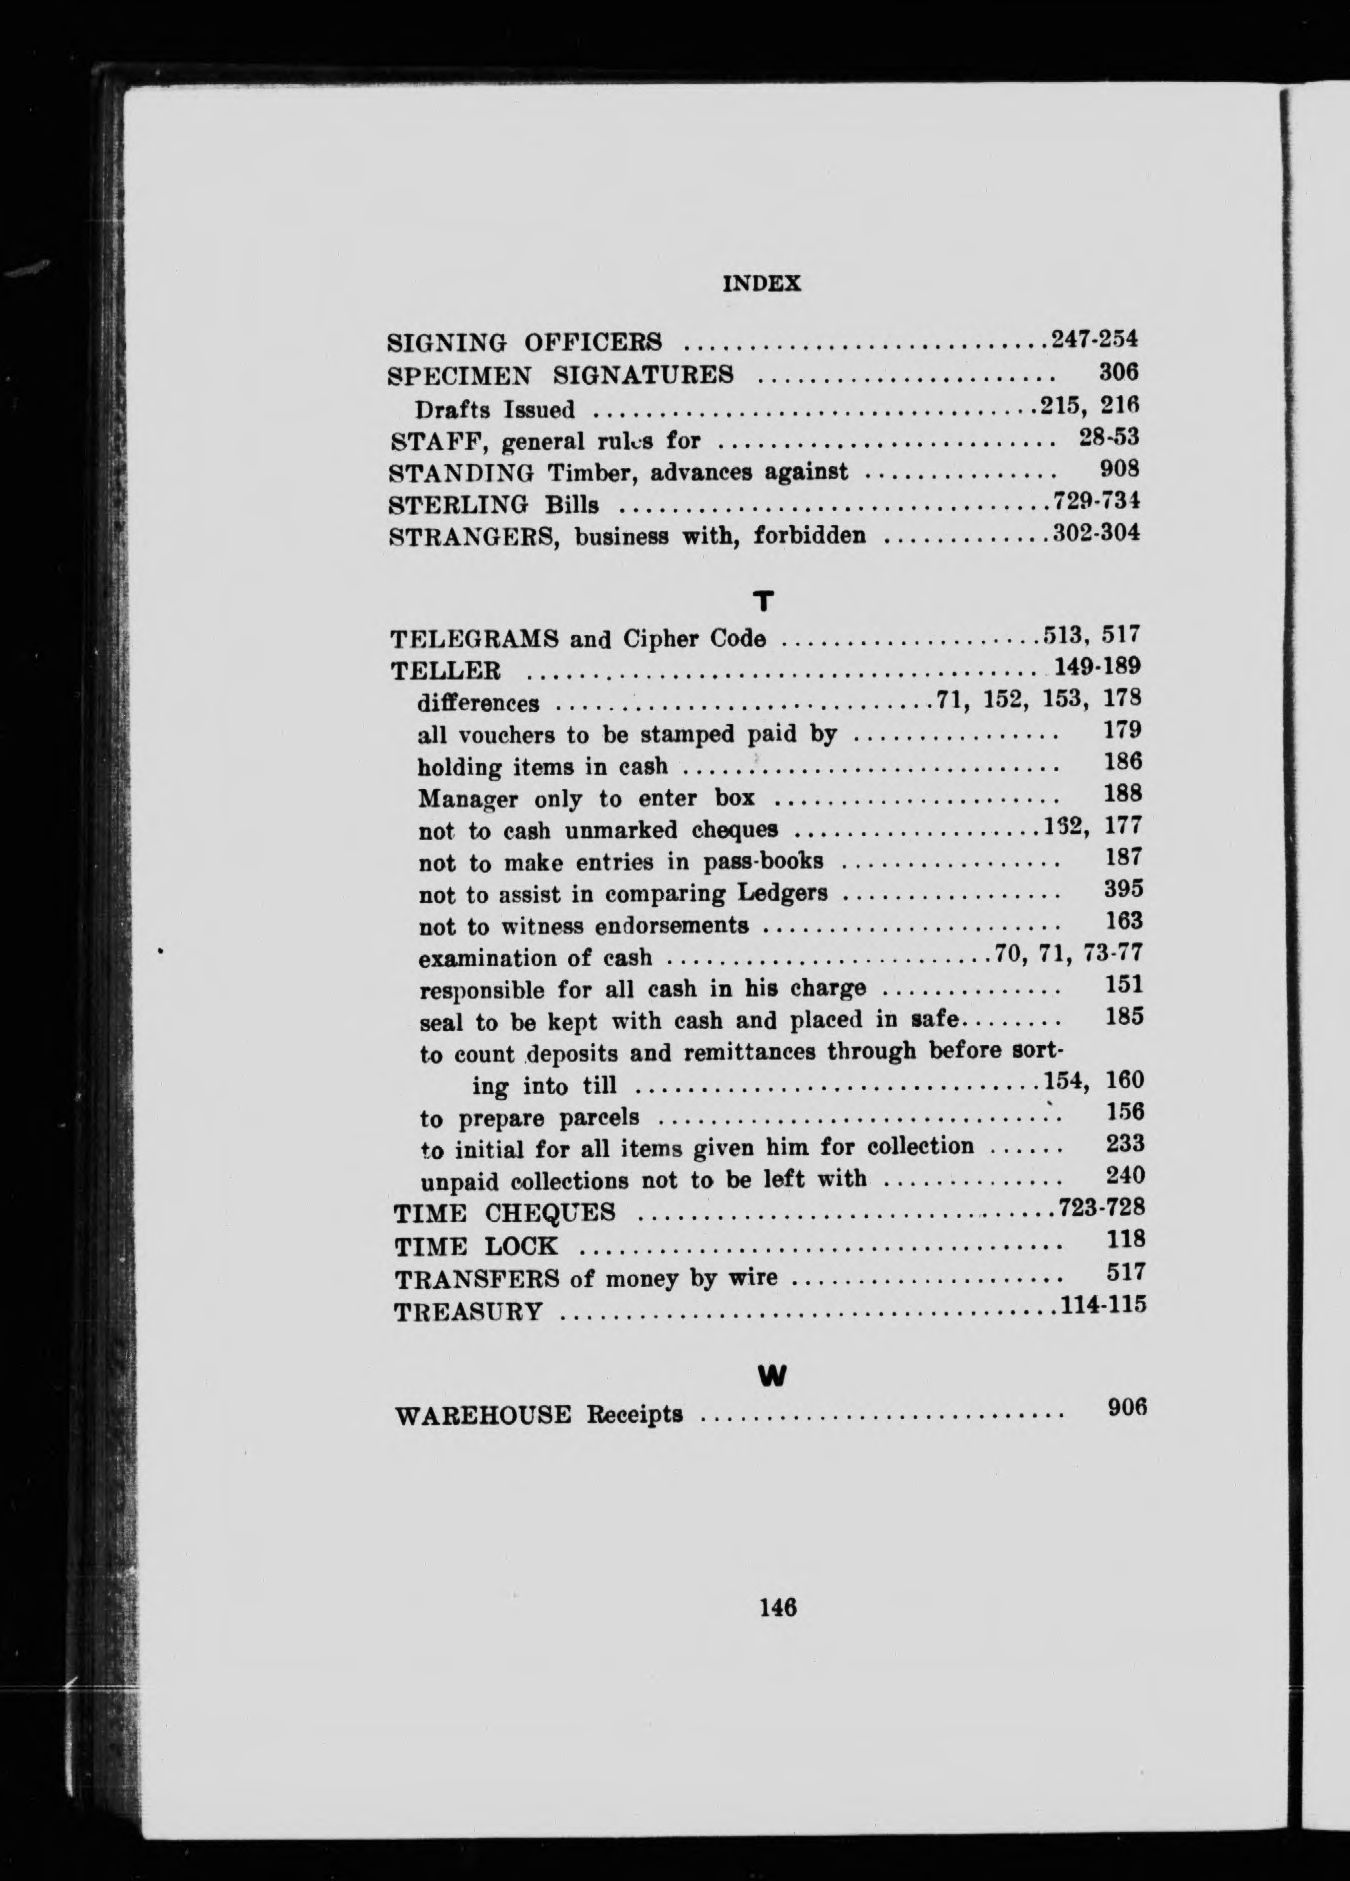 INDEX
SIGNING OFFICERS ............................247-254
SPECIMEN SIGNATURES ....................... 306
Drafts Issued ..................................215, 216
STAFF, general rules for .......................... 28-53
STANDING Timber, advances against ............... 908
STERLING Bills .................................729-734
STRANGERS, business with, forbidden .............302-304
T
TELEGRAMS and Cipher Code ....................513, 517
TELLER ....................................... 149-189
differences .............................71, 152, 153, 178
all vouchers to be stamped paid by ................ 179
holding items in cash ............................. 186
Manager only to enter box ...................... 188
not to cash unmarked cheques ...................162, 177
not to make entries in pass-books ................. 187
not to assist in comparing Ledgers ................. 395
not to witness endorsements ....................... 163
examination of cash .........................70, 71, 73-77
responsible for all cash in his charge .............. 151
seal to be kept with cash and placed in safe........ 185
to count deposits and remittances through before sort-
ing into till ...............................154, 160
to prepare parcels ............................... 156
to initial for all items given him for collection ...... 233
unpaid collections not to be left with .............. 240
TIME CHEQUES ................................723-728
TIME LOCK ..................................... 118
TRANSFERS of money by wire ..................... 517
TREASURY ......................................114-115
W
WAREHOUSE Receipts ............................ 906
146